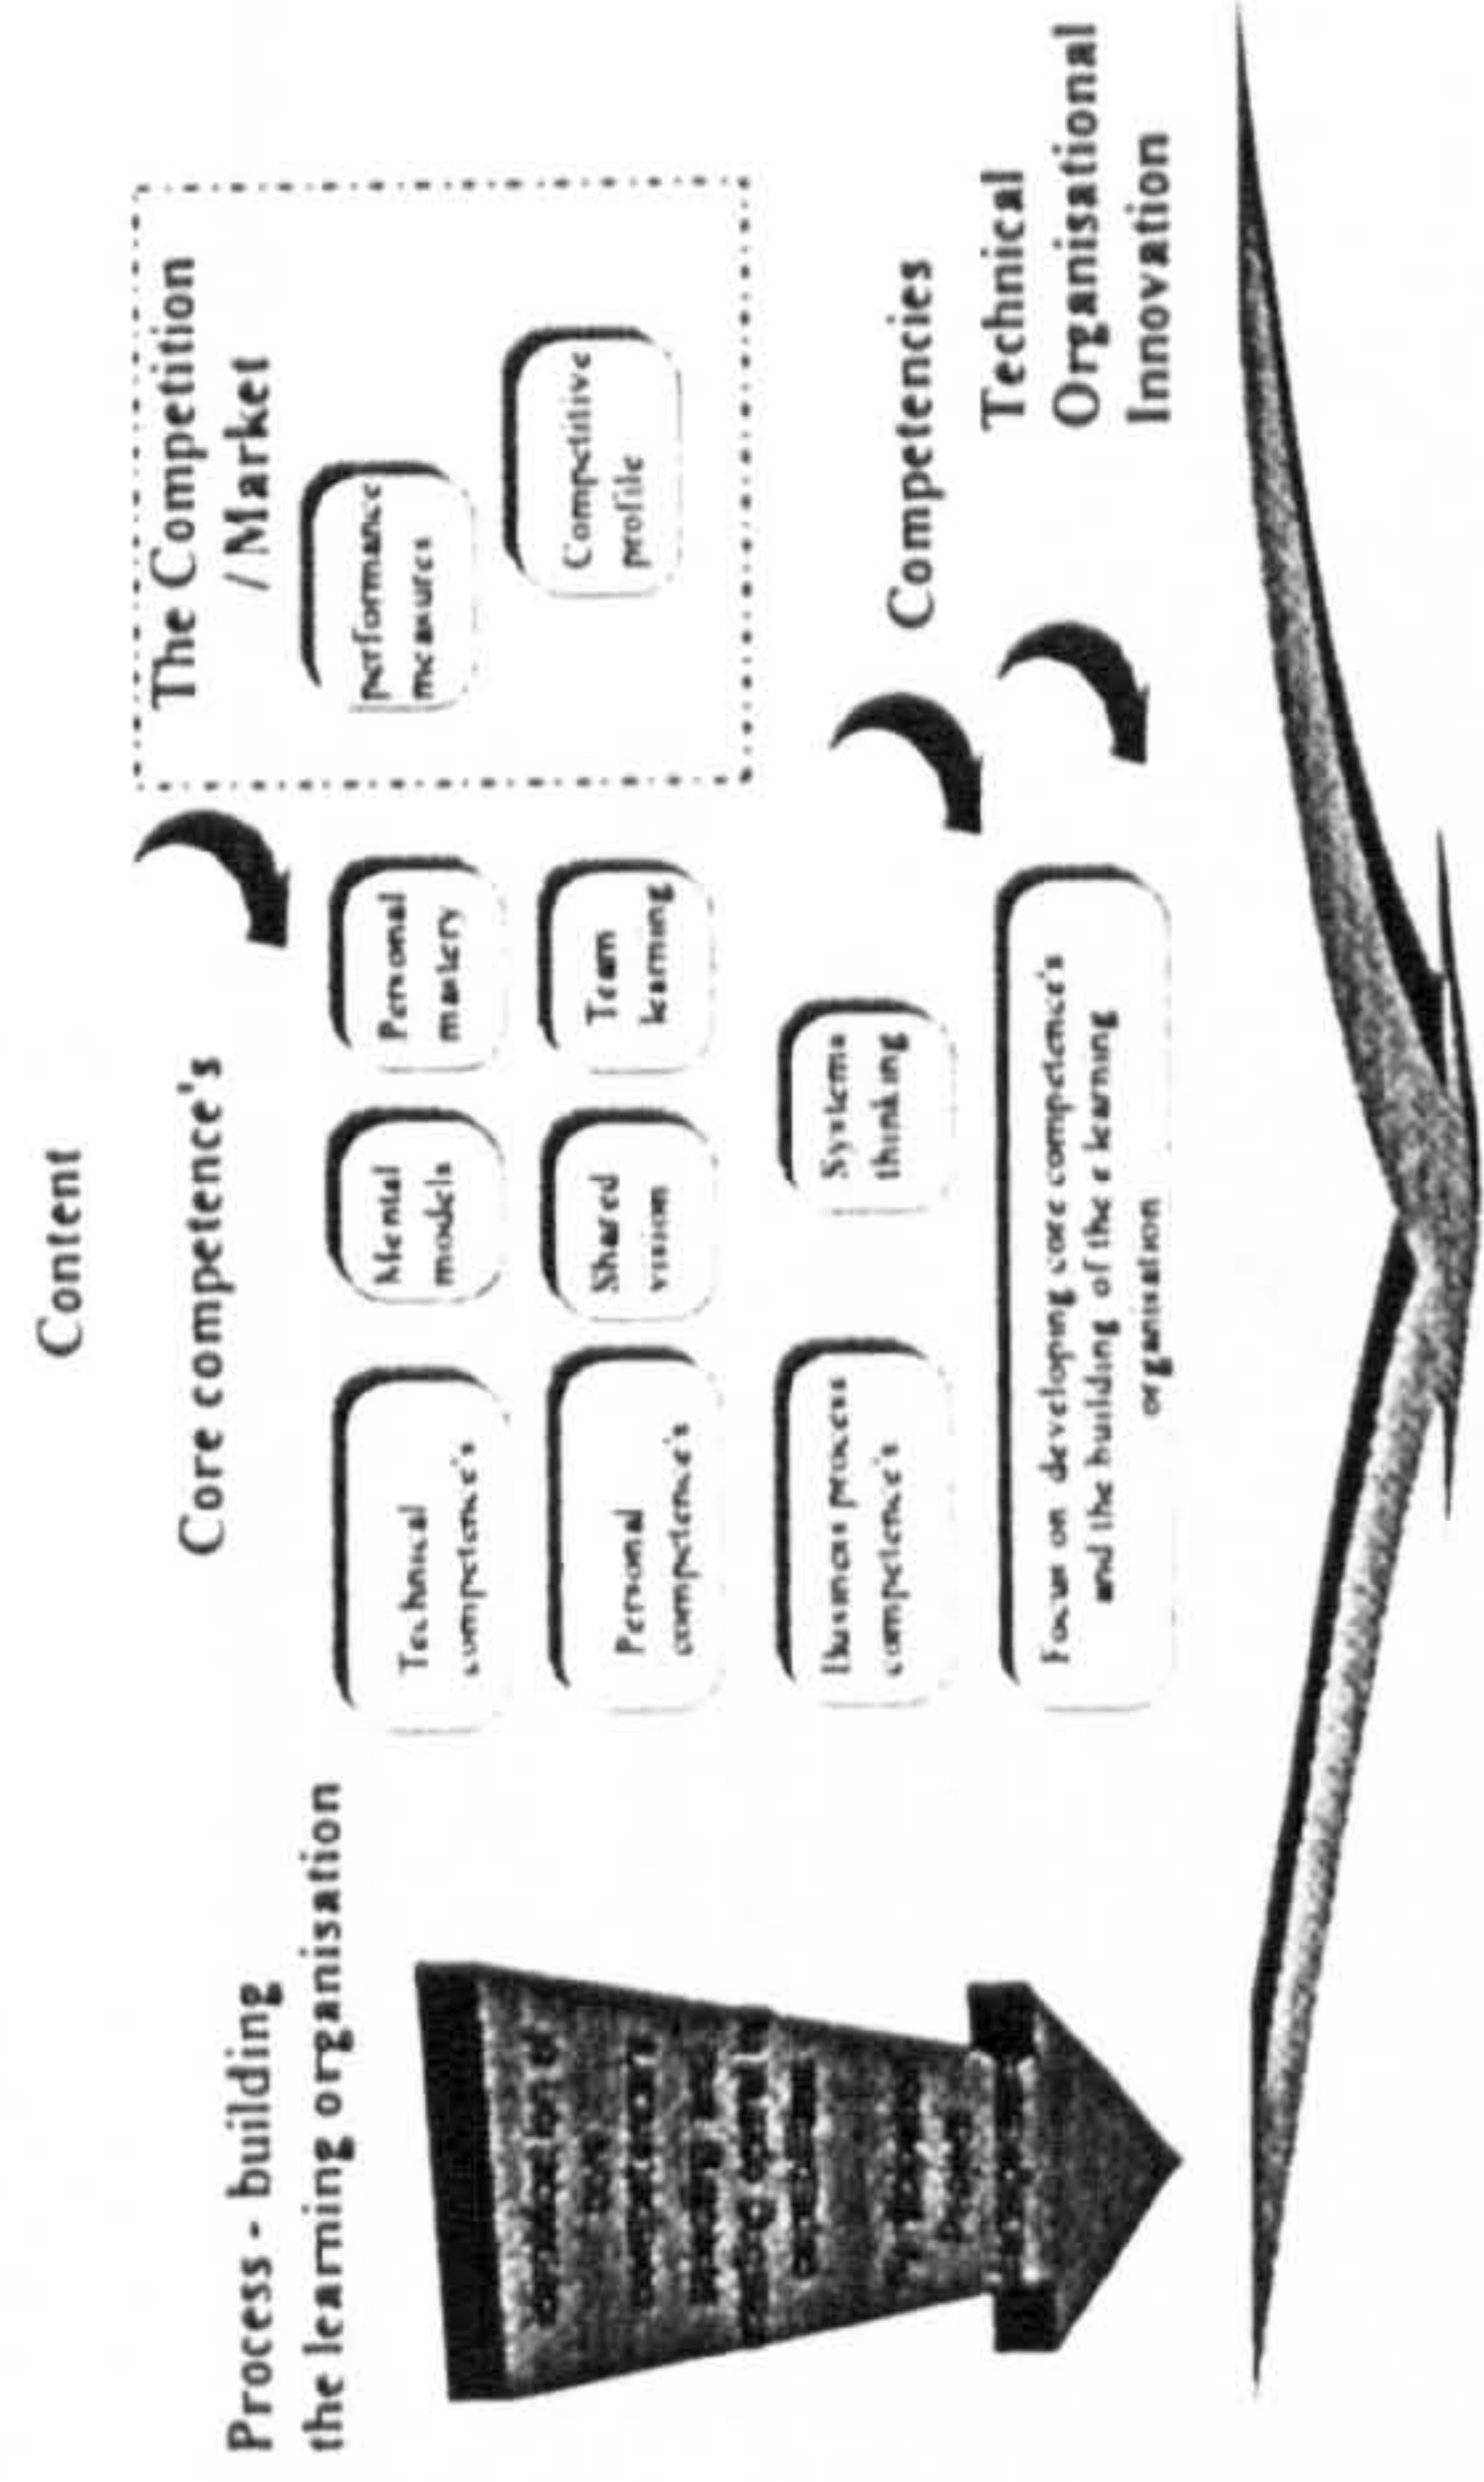 Content
Process - building
the learning organisation
Core competence's
The Competition
/ Market
Technical
competence's
Mental
models
Personal
mastery
performance
measures
Personal
competence's
Shared
vision
Team
learning
Competitive
profile
Business process
competence's
Systems
thinking
Competencies
Focus on developing core competence's
and the building of the e learning
organisation
Technical
Organisational
Innovation